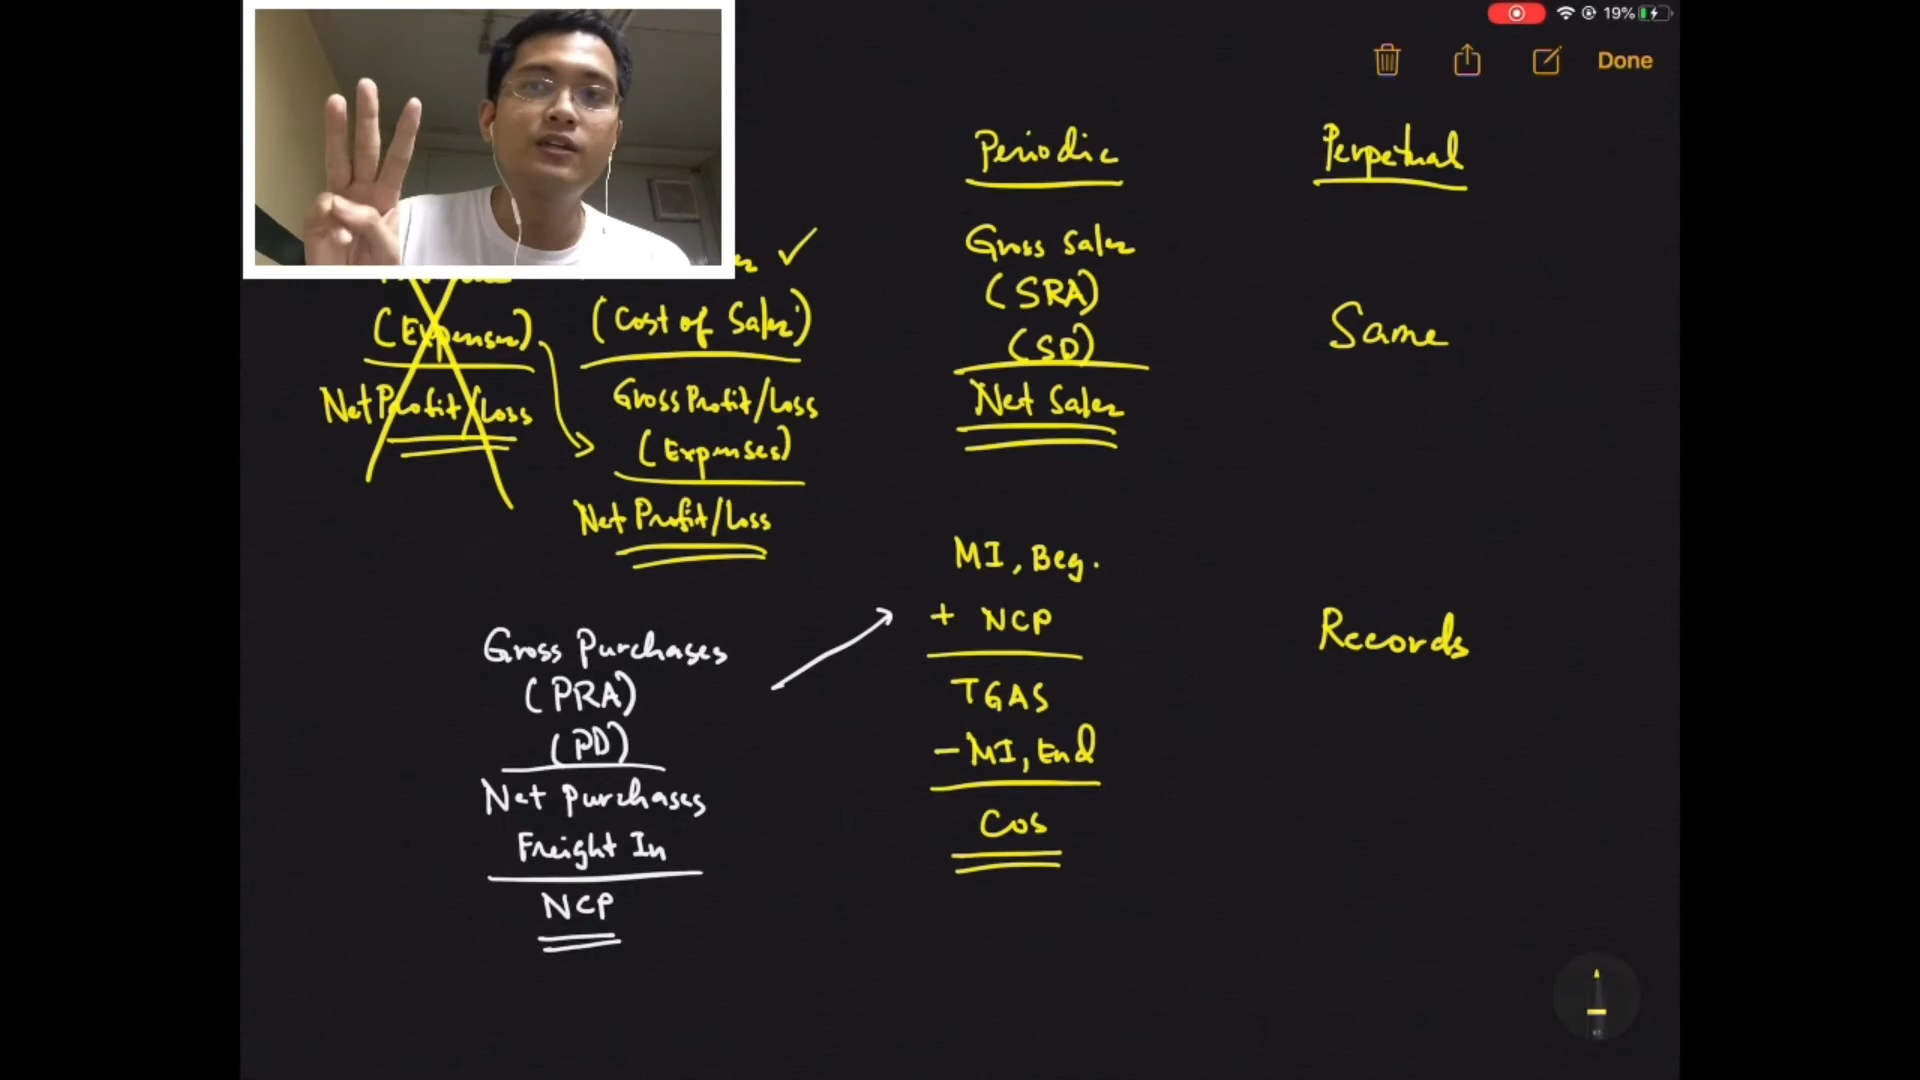 19%
Done
Periodic
Perpetual
Gross Sales
(SRA)
(SD)
Net Sales
Same
(Expenses)
Net Profit/Loss
(Cost of Sales)
Gross Profit/Loss
(Expenses)
Net Profit/Loss
MI, Beg.
+ NCP
TGAS
- MI, End
COS
Records
Gross Purchases
(PRA)
(PD)
Net Purchases
Freight In
NCP